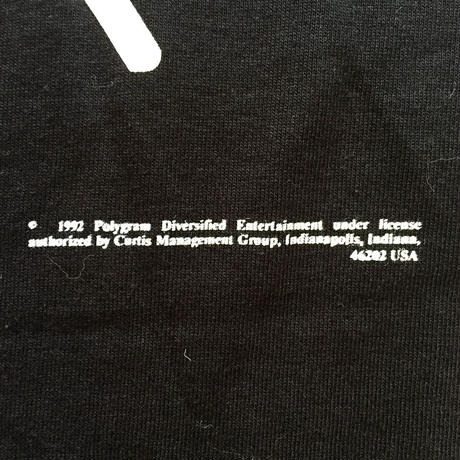 © 1992 Polygram Diversified Entertainment under license
authorized by Curtis Management Group, Indianapolis, Indiana,
46202 USA